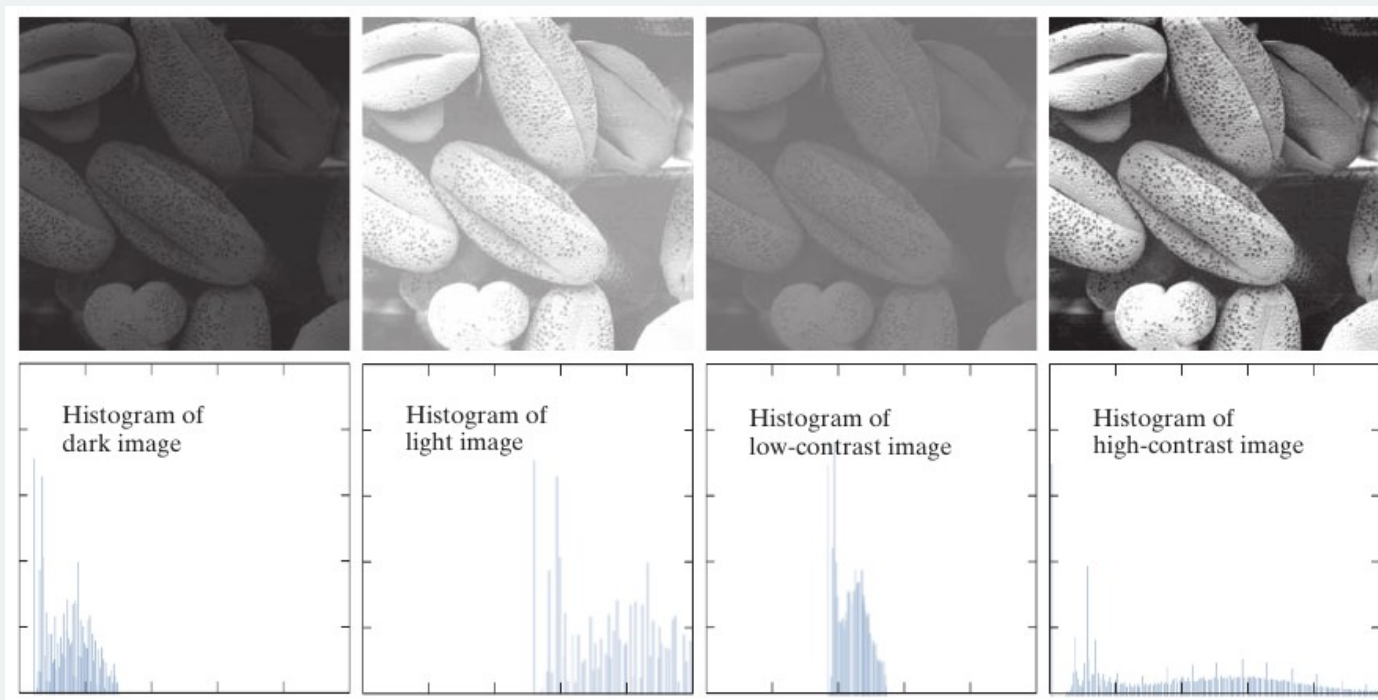 Histogram of
dark image
Histogram of
light image
Histogram of
low-contrast image
Histogram of
high-contrast image